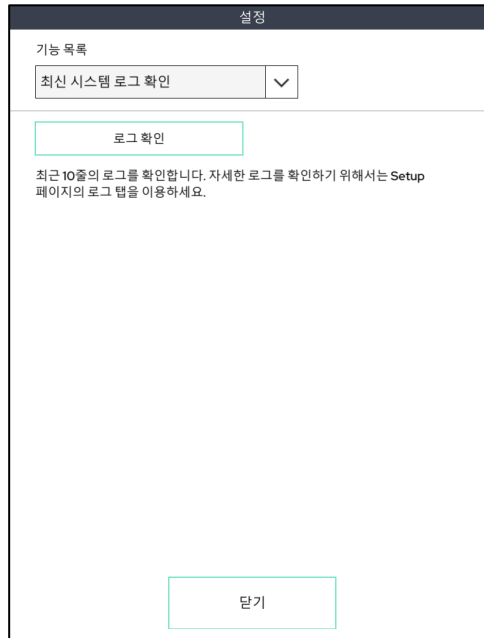 설정
기능 목록
최신 시스템 로그 확인
로그 확인
최근 10줄의 로그를 확인합니다. 자세한 로그를 확인하기 위해서는 Setup
페이지의 로그 탭을 이용하세요.
닫기